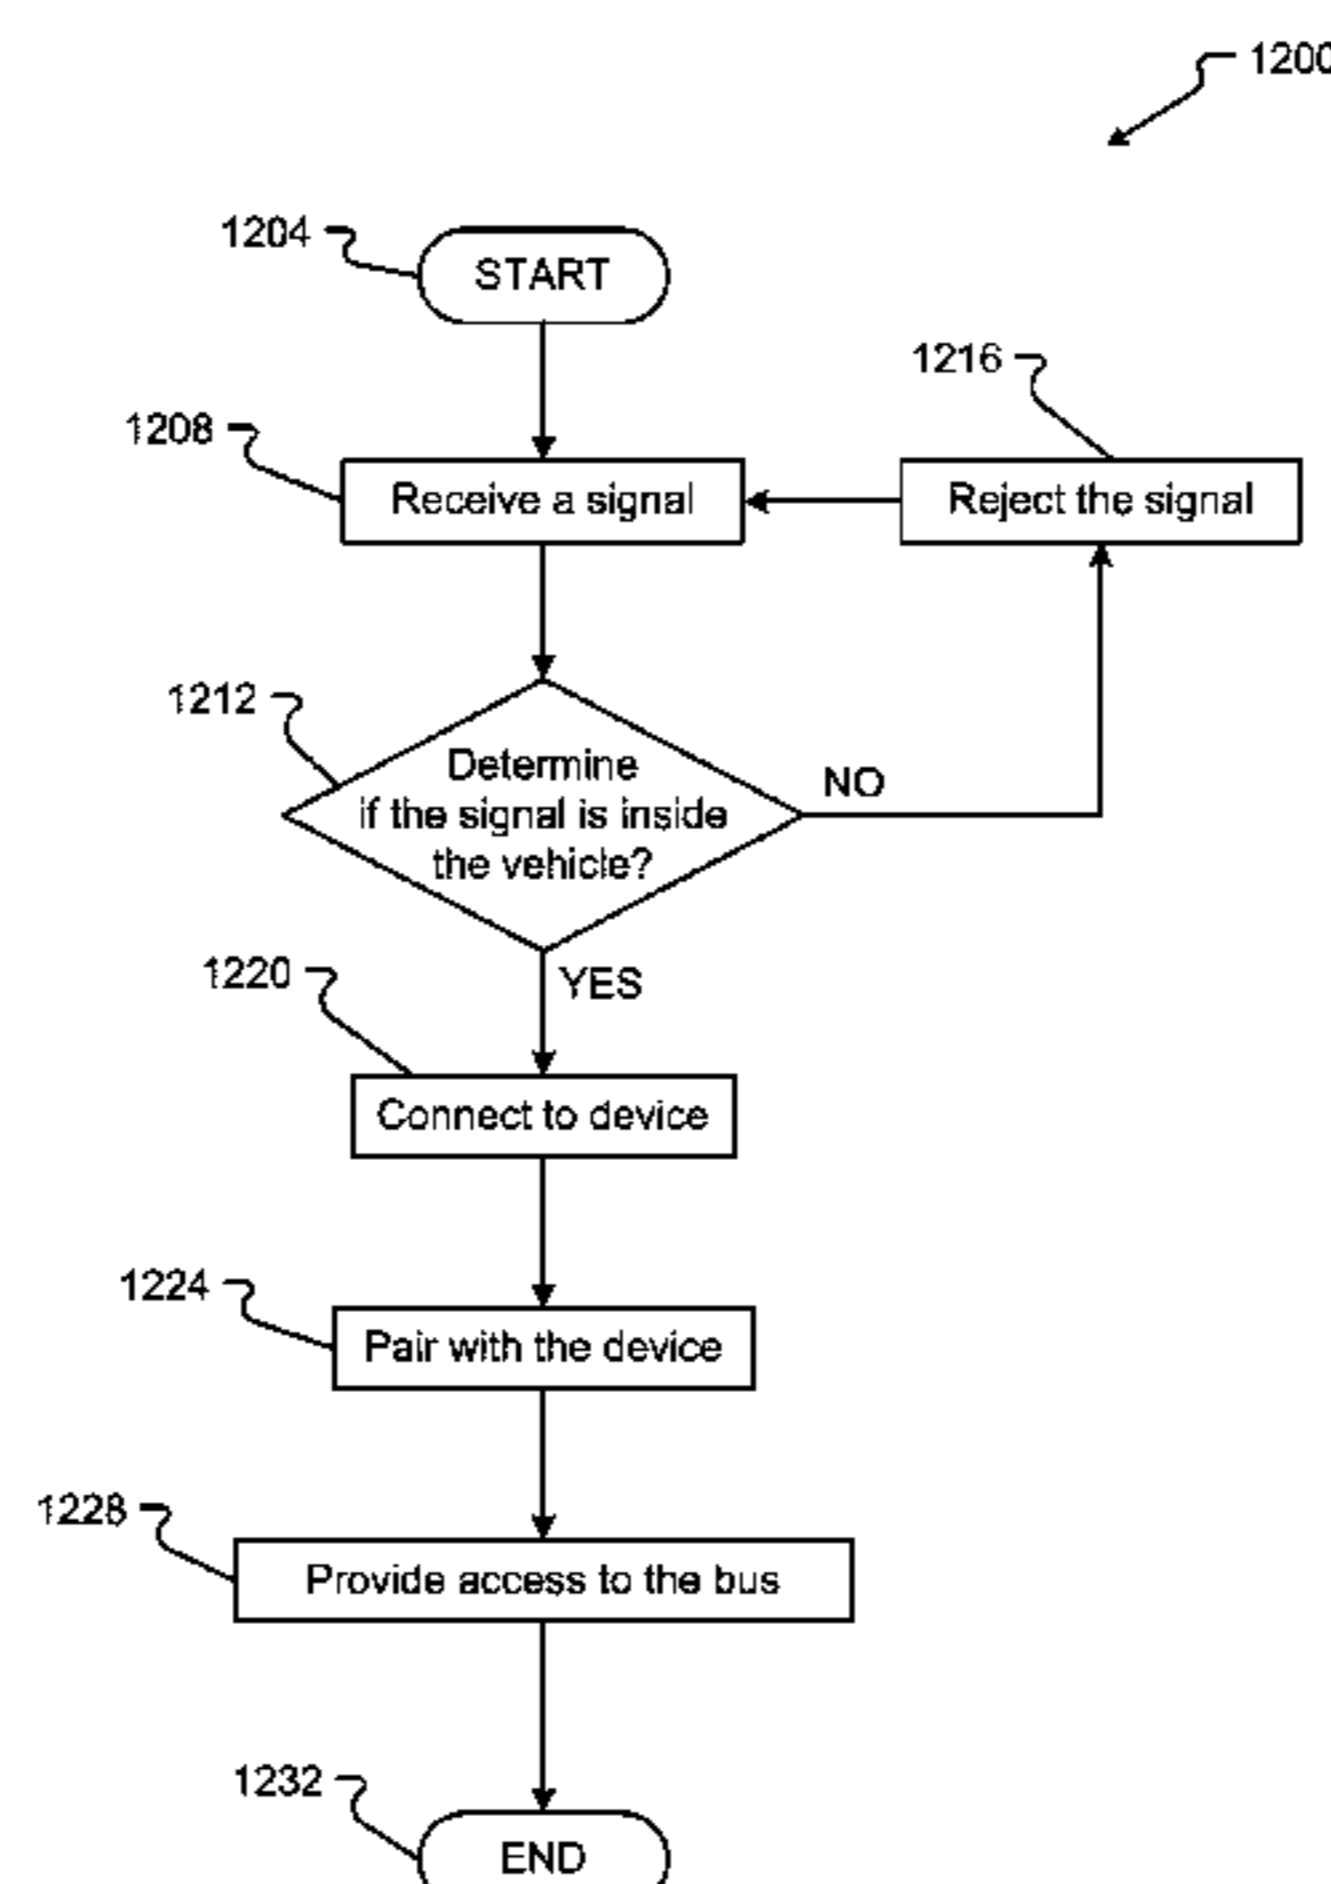 1200
1204
START
1216
1208
Receive a signal
Reject the signal
1212
Determine
if the signal is inside
the vehicle?
NO
1220
YES
Connect to device
1224
Pair with the device
1228
Provide access to the bus
1232
END